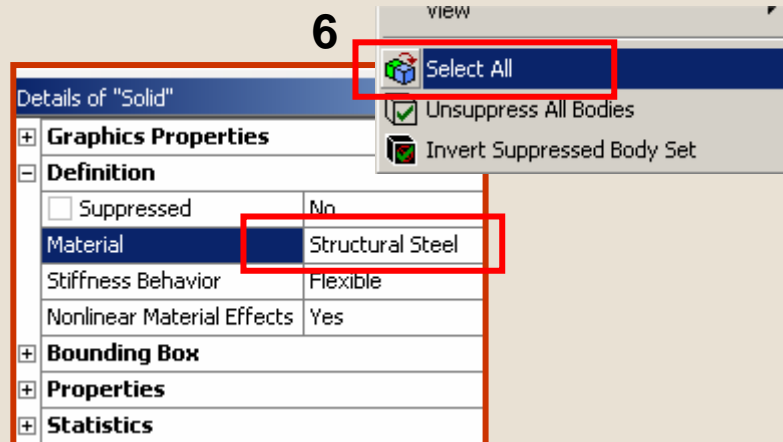 View
6
Select All
Unsuppress All Bodies
Invert Suppressed Body Set
Details of "Solid"
Graphics Properties
Definition
Suppressed No
Material Structural Steel
Stiffness Behavior Flexible
Nonlinear Material Effects Yes
Bounding Box
Properties
Statistics